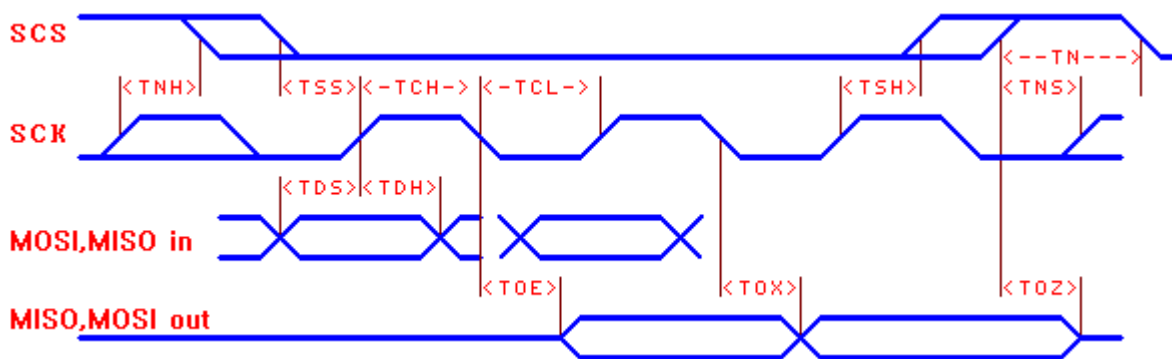 SCS
<TNH> <TSS> <-TCH-> <-TCL-> <TSH> <--TN--->
<TNS>
SCK
<TDS> <TDH>
MOSI,MISO in
<TOE> <TOX> <TOZ>
MISO,MOSI out